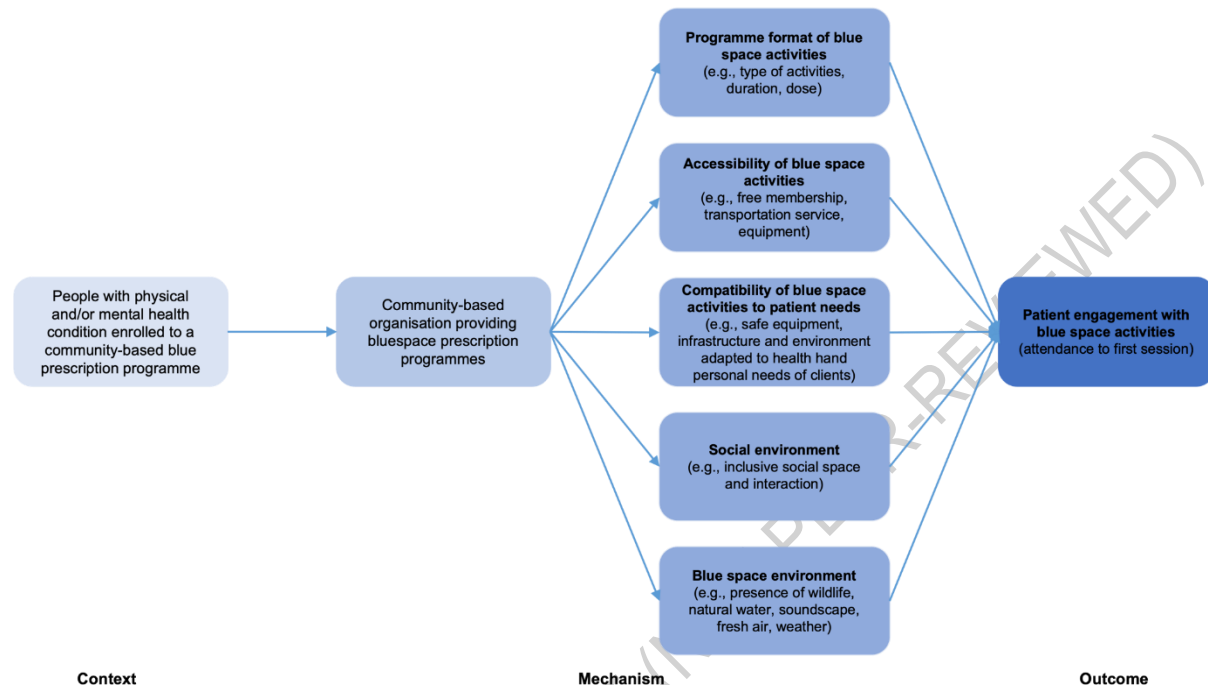 Programme format of blue
space activities
(e.g., type of activities,
duration, dose)
Accessibility of blue space
activities
(e.g., free membership,
transportation service,
equipment)
People with physical
and/or mental health
condition enrolled to a
community-based blue
prescription programme
Community-based
organisation providing
bluespace prescription
programmes
Compatibility of blue space
activities to patient needs
(e.g., safe equipment,
infrastructure and environment
adapted to health hand
personal needs of clients)
Patient engagement with
blue space activities
(attendance to first session)
Social environment
(e.g., inclusive social space
and interaction)
Blue space environment
(e.g., presence of wildlife,
natural water, soundscape,
fresh air, weather)
Context
Mechanism
Outcome